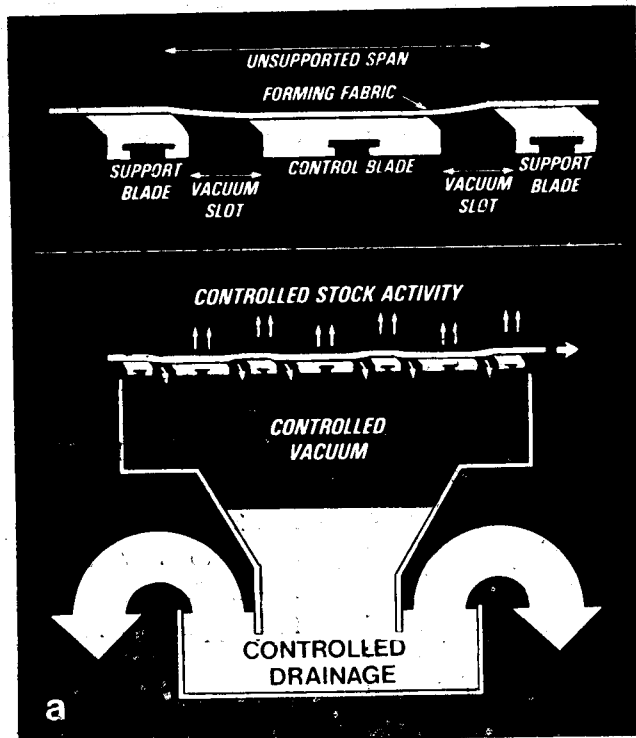 UNSUPPORTED SPAN
FORMING FABRIC
SUPPORT
BLADE
VACUUM
SLOT
CONTROL BLADE
VACUUM
SLOT
SUPPORT
BLADE
CONTROLLED STOCK ACTIVITY
CONTROLLED
VACUUM
CONTROLLED
DRAINAGE
a